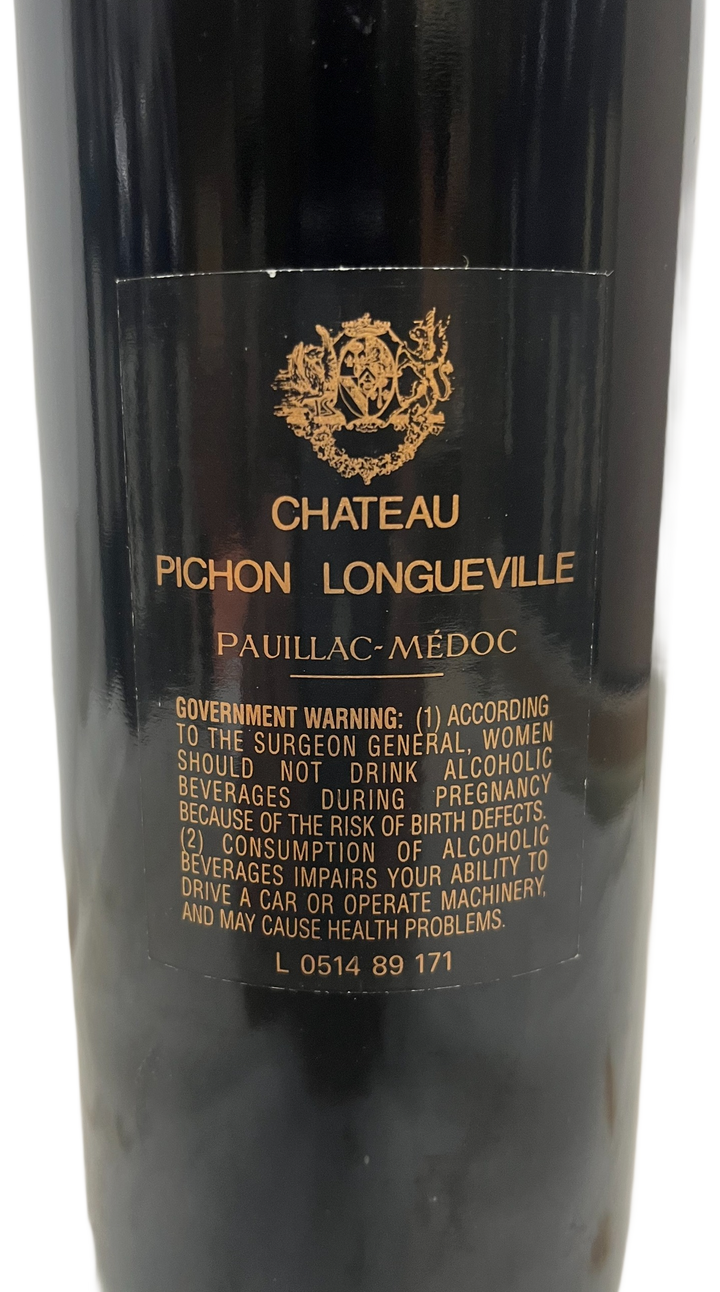 CHATEAU
PICHON LONGUEVILLE
PAUILLAC-MÉDOC
GOVERNMENT WARNING: (1) ACCORDING
TO THE SURGEON GENERAL, WOMEN
SHOULD NOT DRINK ALCOHOLIC
BEVERAGES DURING PREGNANCY
BECAUSE OF THE RISK OF BIRTH DEFECTS.
(2) CONSUMPTION OF ALCOHOLIC
BEVERAGES IMPAIRS YOUR ABILITY TO
DRIVE A CAR OR OPERATE MACHINERY,
AND MAY CAUSE HEALTH PROBLEMS.
L 0514 89 171